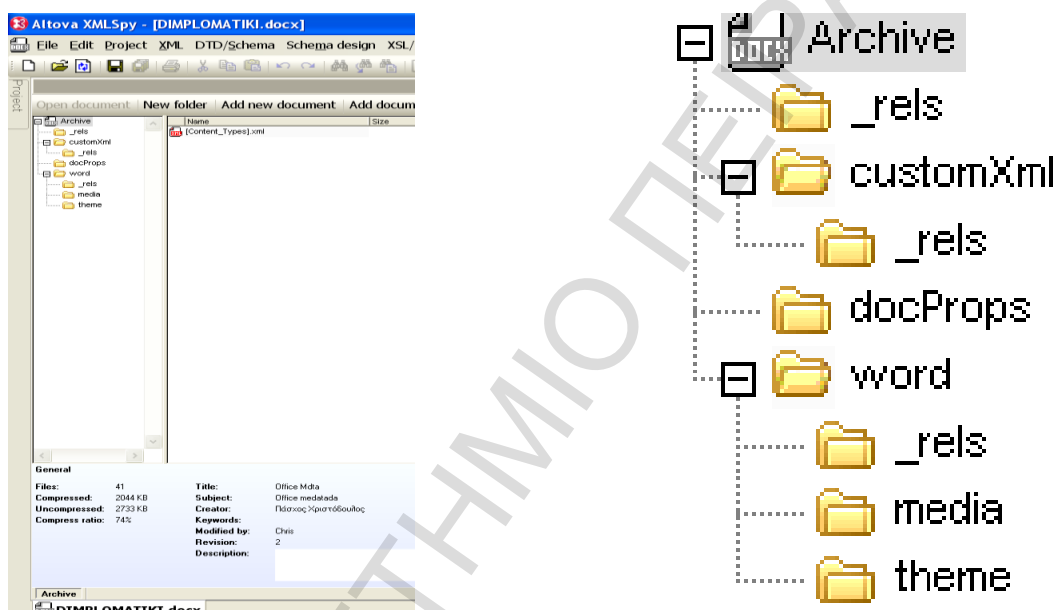 Altova XMLSpy - [DIMPLOMATIKI.docx]
File Edit Project XML DTD/Schema Schema design XSL/
Project
Open document New folder Add new document Add docum
Archive
_rels
customXml
_rels
docProps
word
_rels
media
theme
Name Size
[Content_Types].xml
General
Files: 41
Compressed: 2044 KB
Uncompressed: 2733 KB
Compress ratio: 74%
Title: Office Mdta
Subject: Office medatada
Creator: Πάσχος Χριστόδουλος
Keywords:
Modified by: Chris
Revision: 2
Description:
Archive
DIMPLOMATIKI.docx
DOCX Archive
_rels
customXml
_rels
docProps
word
_rels
media
theme
ΣΤΗΜΙΟ ΠΕΙΡΑ